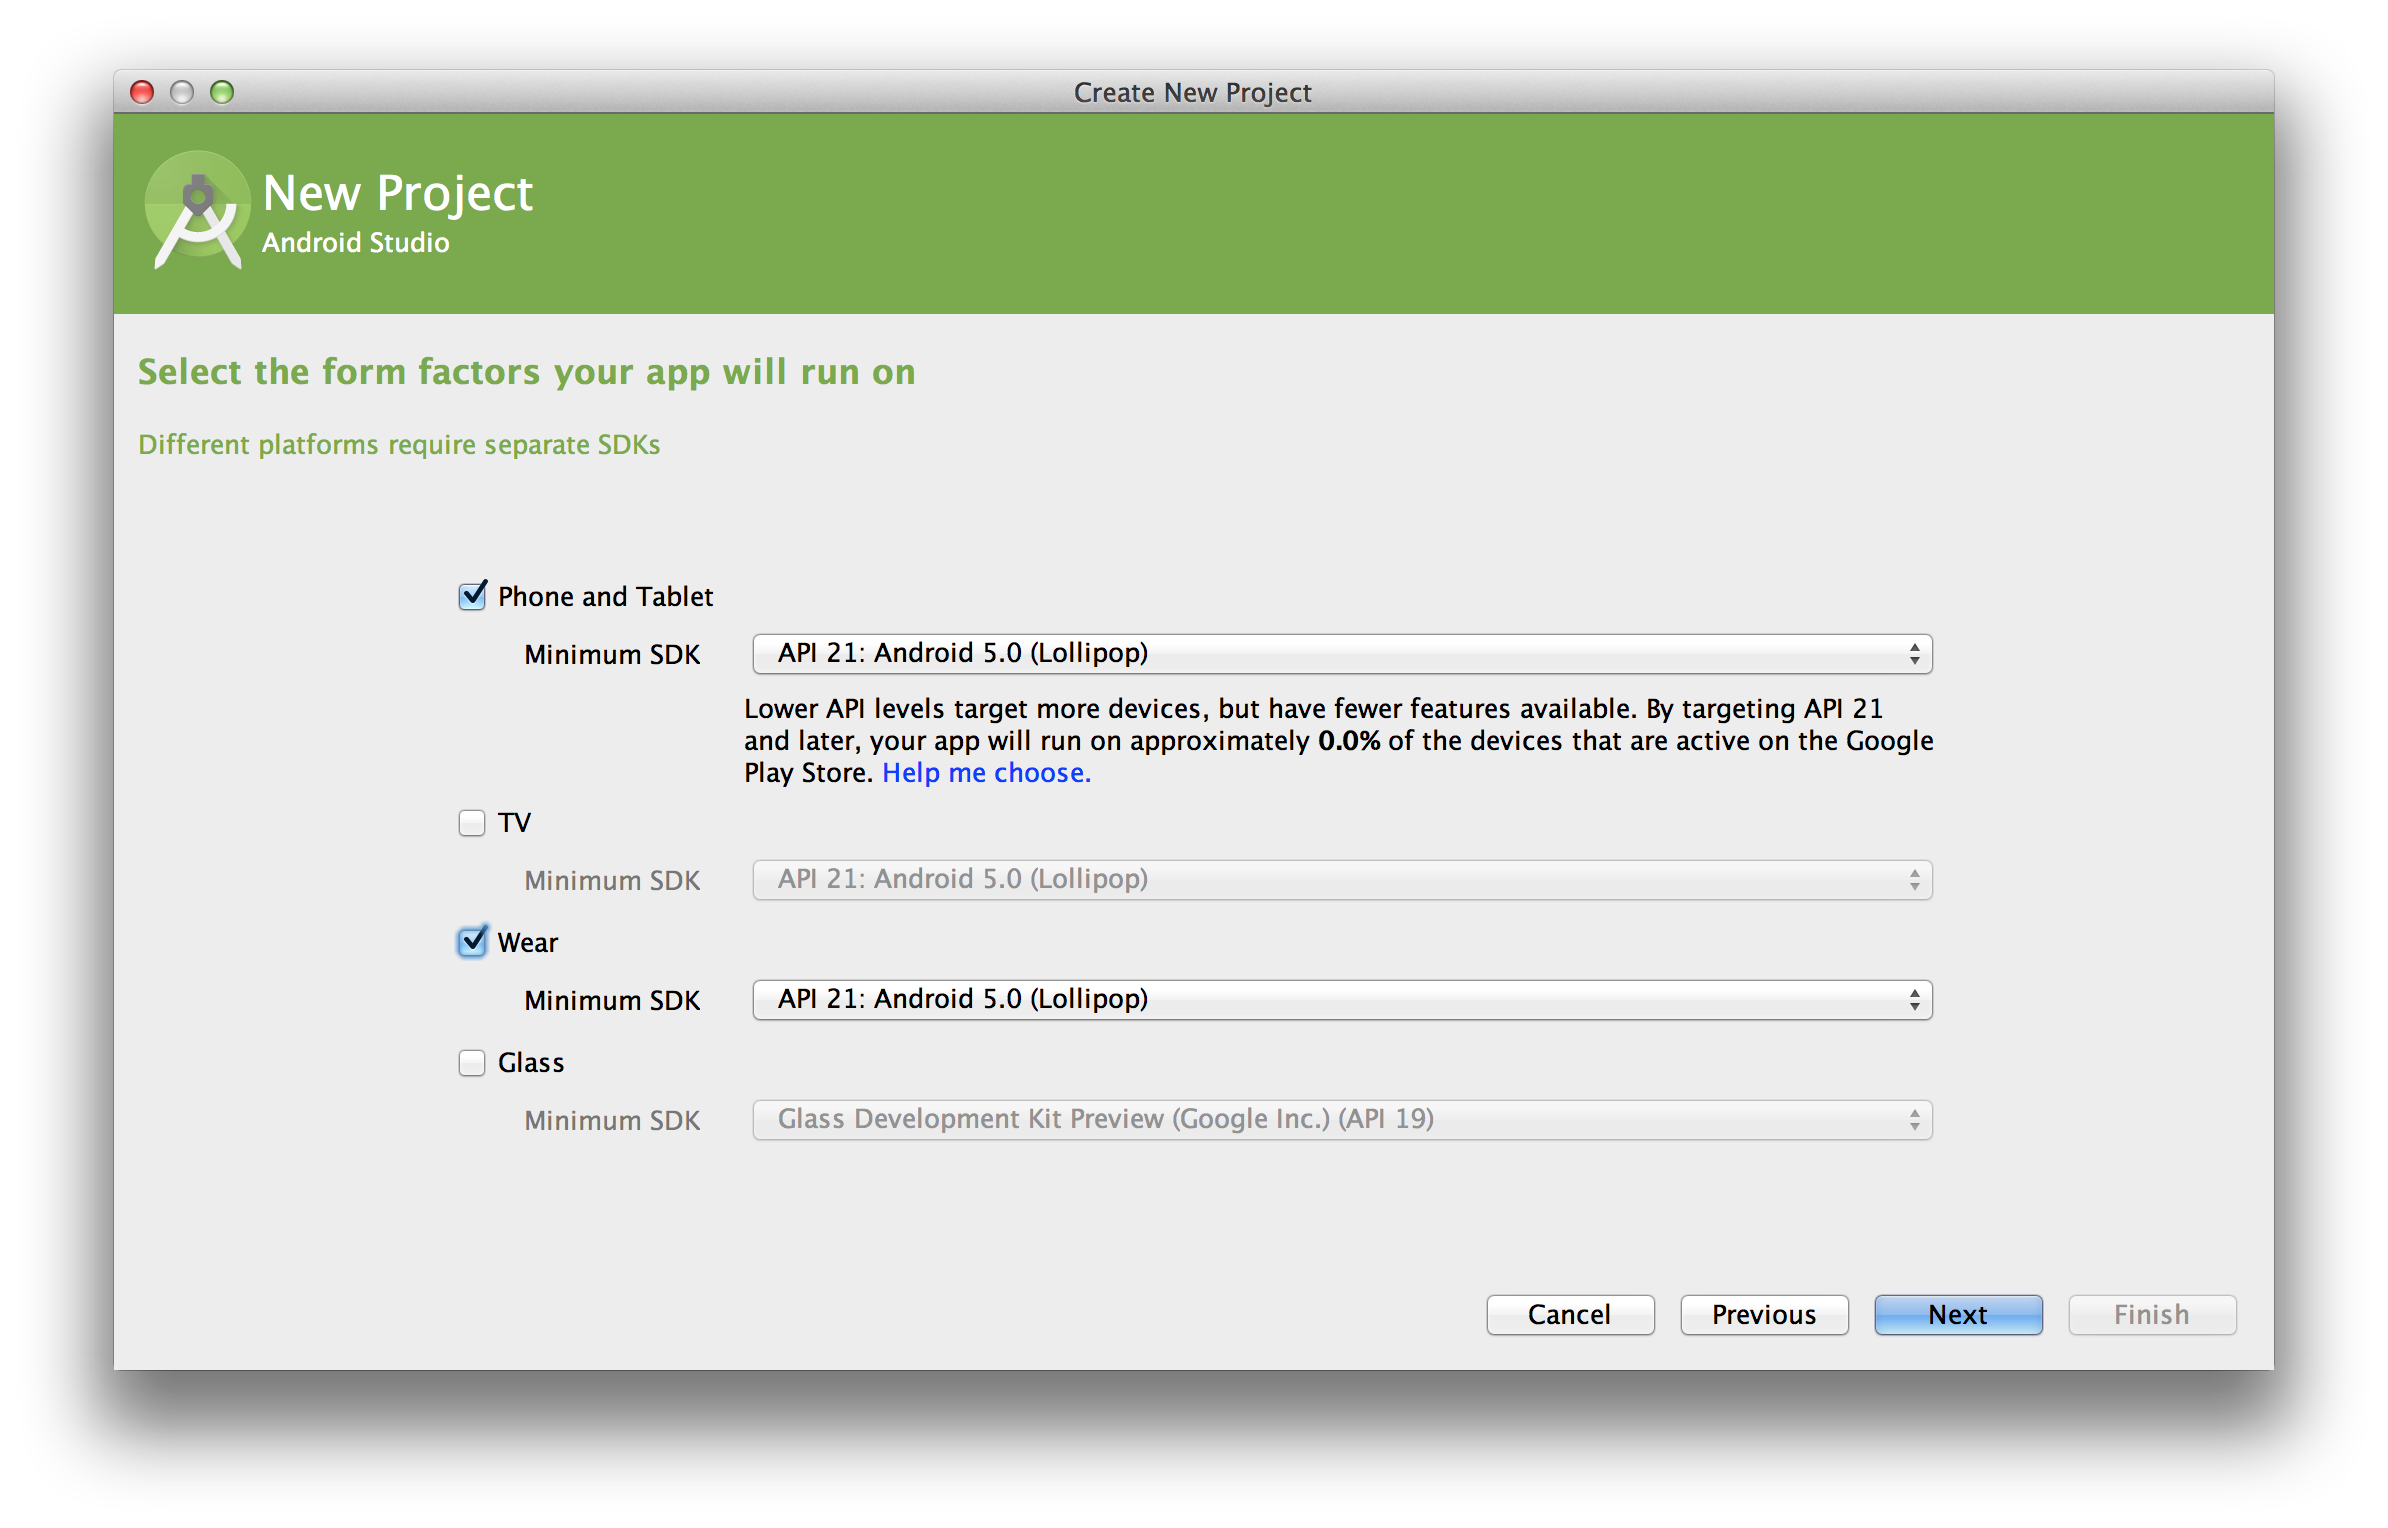 Create New Project
New Project
Android Studio
Select the form factors your app will run on
Different platforms require separate SDKs
Phone and Tablet
Minimum SDK API 21: Android 5.0 (Lollipop)
Lower API levels target more devices, but have fewer features available. By targeting API 21
and later, your app will run on approximately 0.0% of the devices that are active on the Google
Play Store. Help me choose.
TV
Minimum SDK API 21: Android 5.0 (Lollipop)
Wear
Minimum SDK API 21: Android 5.0 (Lollipop)
Glass
Minimum SDK Glass Development Kit Preview (Google Inc.) (API 19)
Cancel Previous Next Finish